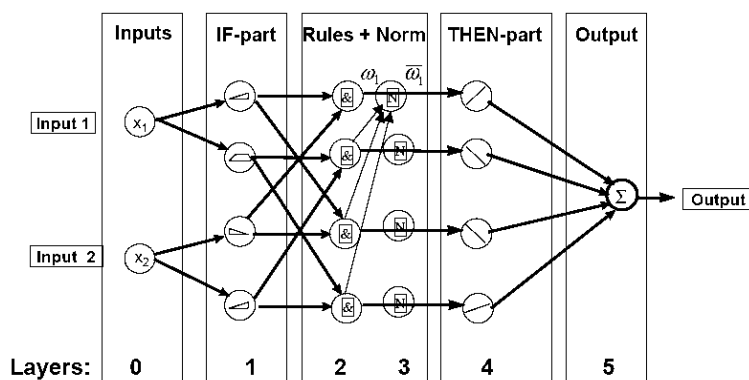 Inputs IF-part Rules + Norm THEN-part Output
ω1 ω̅1
& N
Input 1 x1
& N
Σ Output
Input 2 x2
& N
& N
Layers: 0 1 2 3 4 5